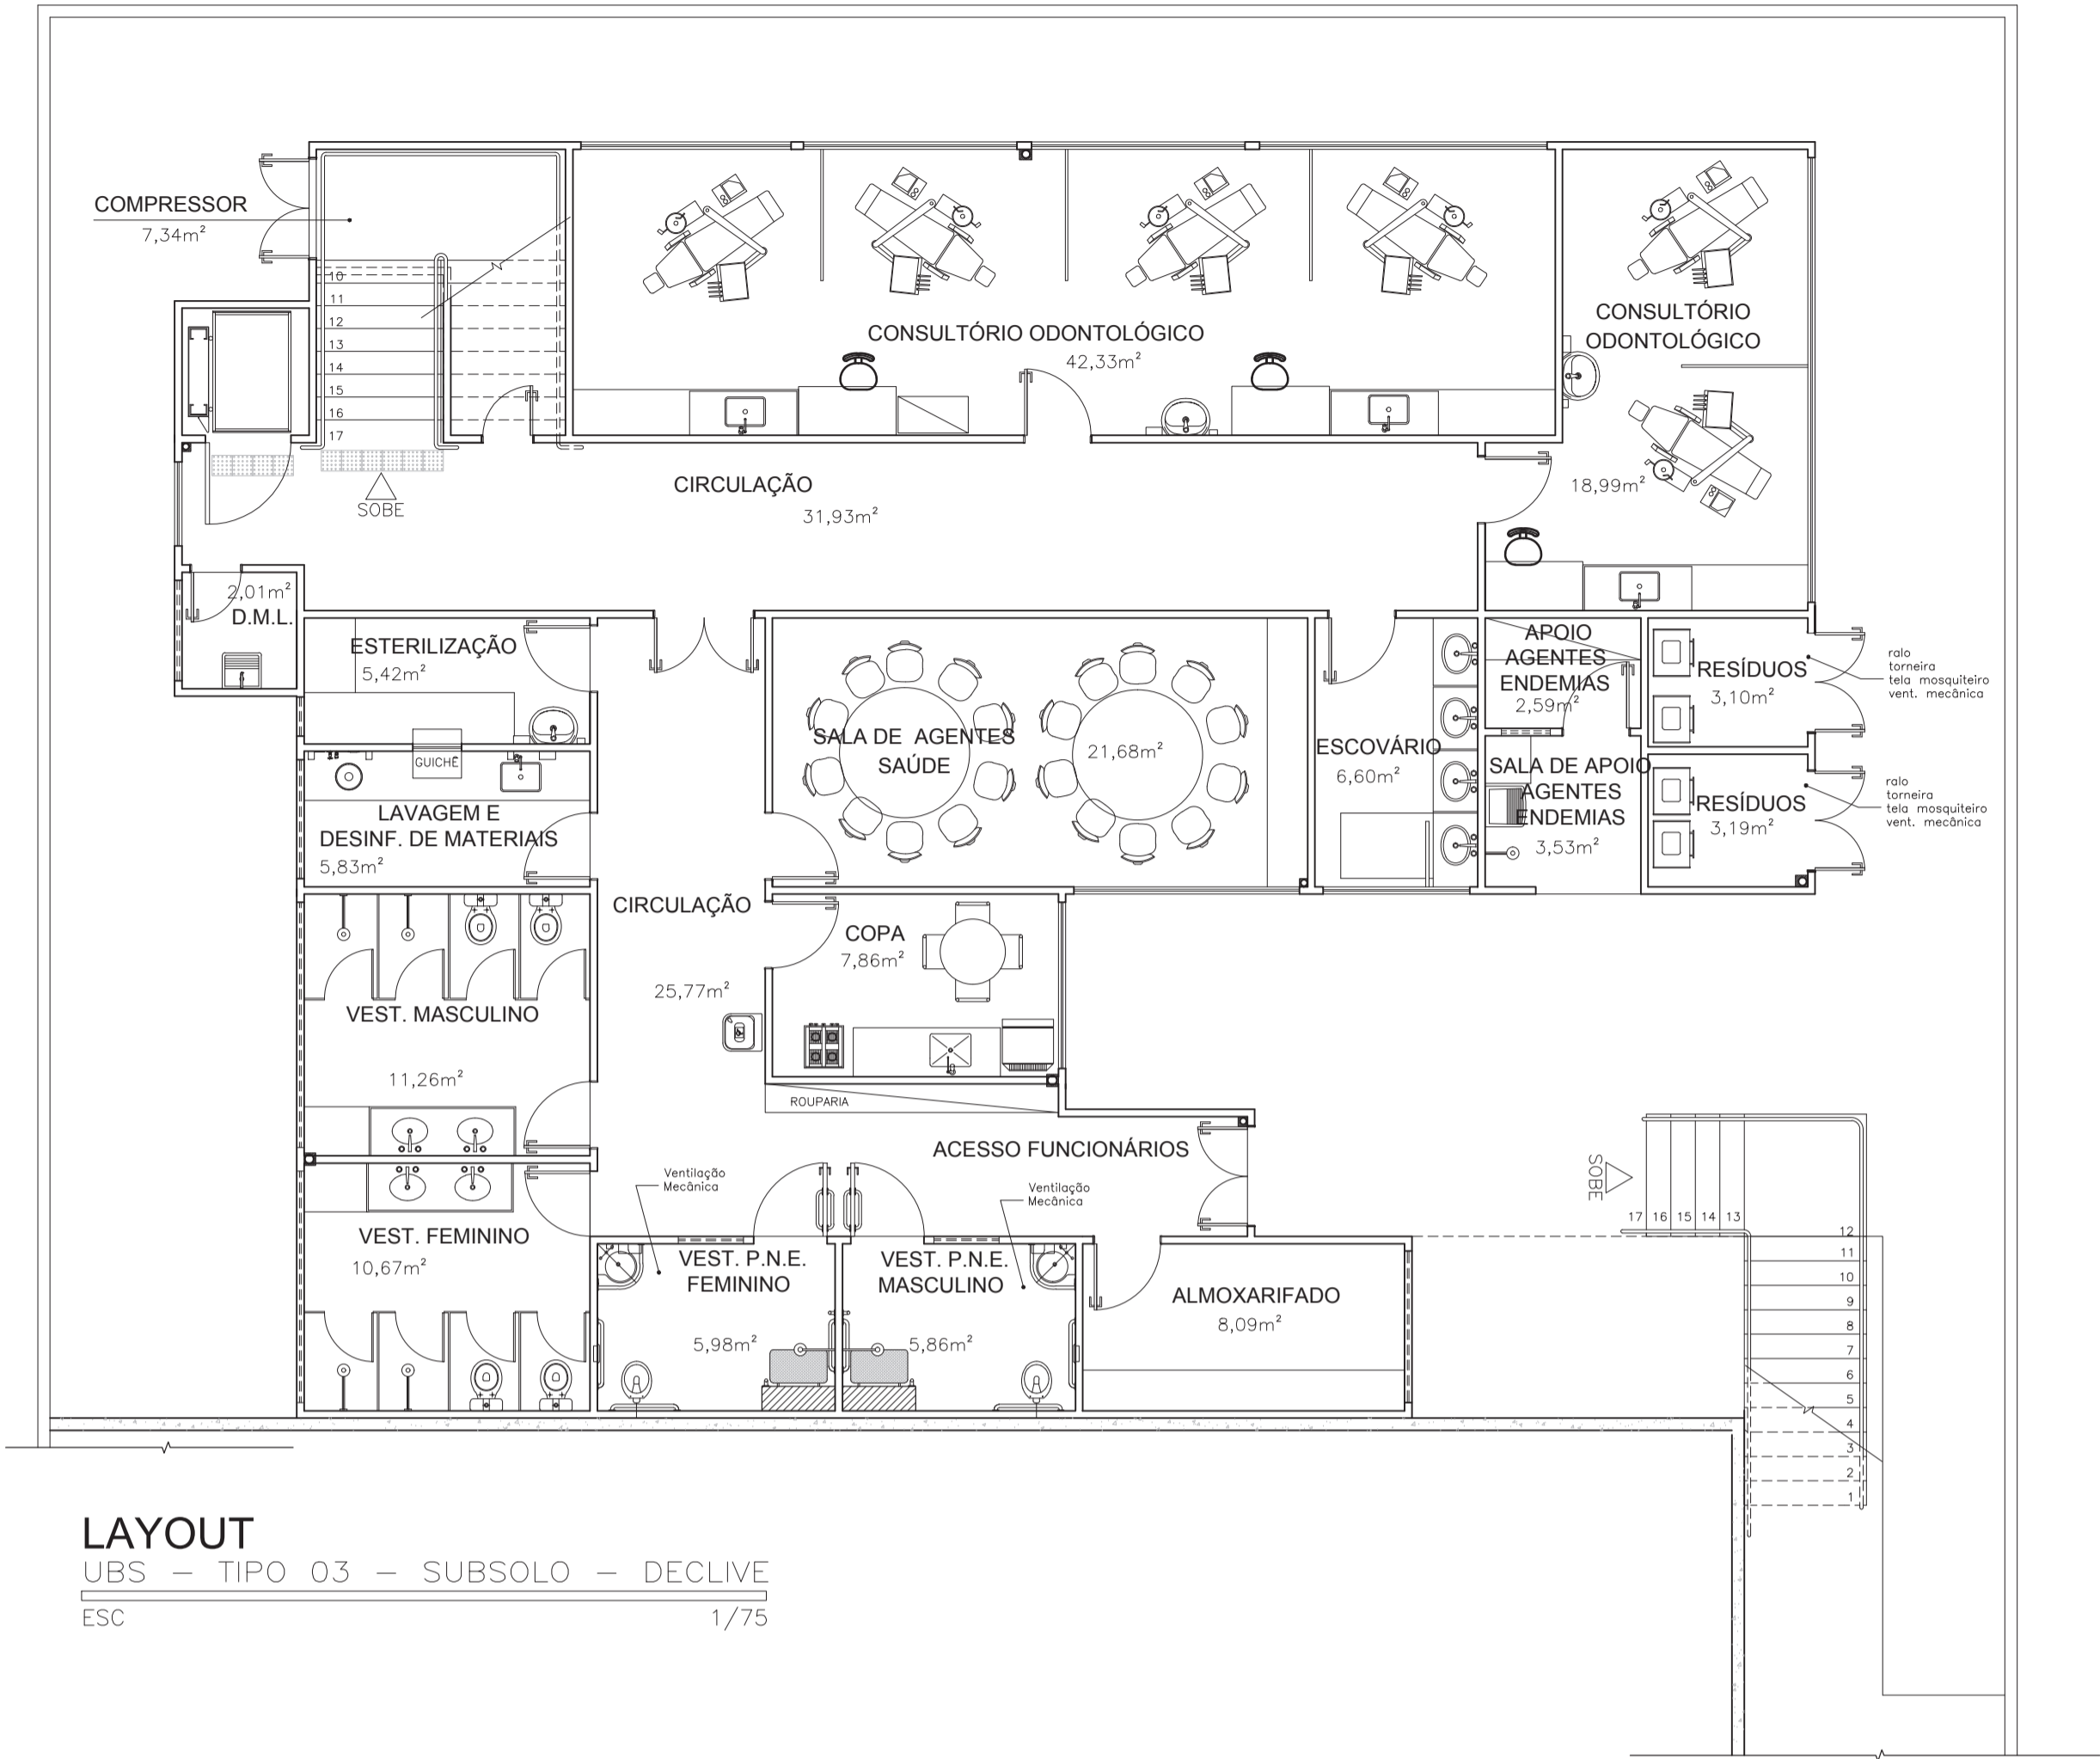 COMPRESSOR
7,34m²
10
11
12
13
14
15
16
17
SOBE
CONSULTÓRIO ODONTOLÓGICO
42,33m²
CONSULTÓRIO
ODONTOLÓGICO
18,99m²
CIRCULAÇÃO
31,93m²
2,01m²
D.M.L.
ESTERILIZAÇÃO
5,42m²
GUICHÊ
LAVAGEM E
DESINF. DE MATERIAIS
5,83m²
SALA DE AGENTES
SAÚDE
21,68m²
ESCOVÁRIO
6,60m²
APOIO
AGENTES
ENDEMIAS
2,59m²
SALA DE APOIO
AGENTES
ENDEMIAS
3,53m²
RESÍDUOS
3,10m²
ralo
torneira
tela mosquiteiro
vent. mecânica
RESÍDUOS
3,19m²
ralo
torneira
tela mosquiteiro
vent. mecânica
CIRCULAÇÃO
25,77m²
COPA
7,86m²
ROUPARIA
VEST. MASCULINO
11,26m²
ACESSO FUNCIONÁRIOS
Ventilação
Mecânica
Ventilação
Mecânica
VEST. FEMININO
10,67m²
VEST. P.N.E.
FEMININO
5,98m²
VEST. P.N.E.
MASCULINO
5,86m²
ALMOXARIFADO
8,09m²
SOBE
17 16 15 14 13
12
11
10
9
8
7
6
5
4
3
2
1
LAYOUT
UBS – TIPO 03 – SUBSOLO – DECLIVE
ESC 1/75